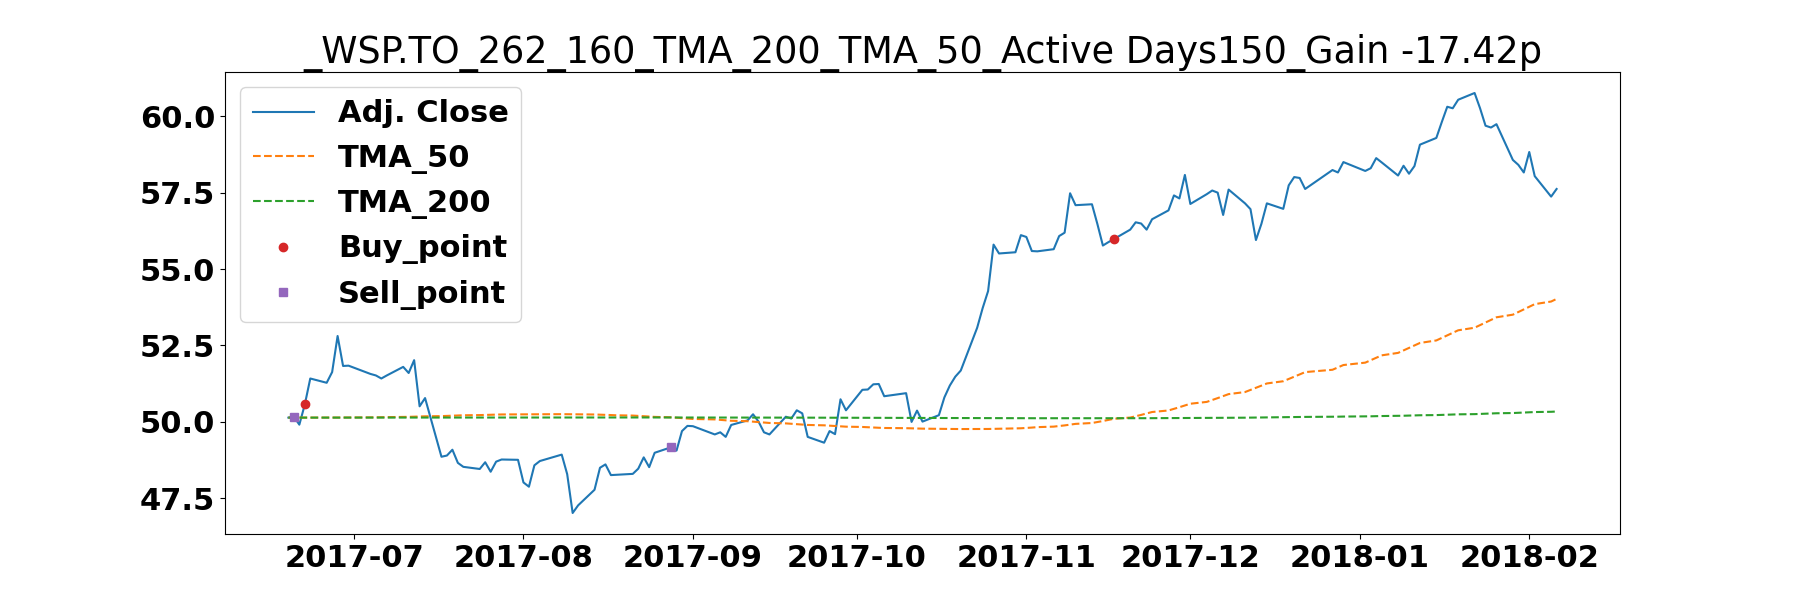 _WSP.TO_262_160_TMA_200_TMA_50_Active Days150_Gain -17.42p
60.0
57.5
55.0
52.5
50.0
47.5
Adj. Close
TMA_50
TMA_200
Buy_point
Sell_point
2017-07 2017-08 2017-09 2017-10 2017-11 2017-12 2018-01 2018-02